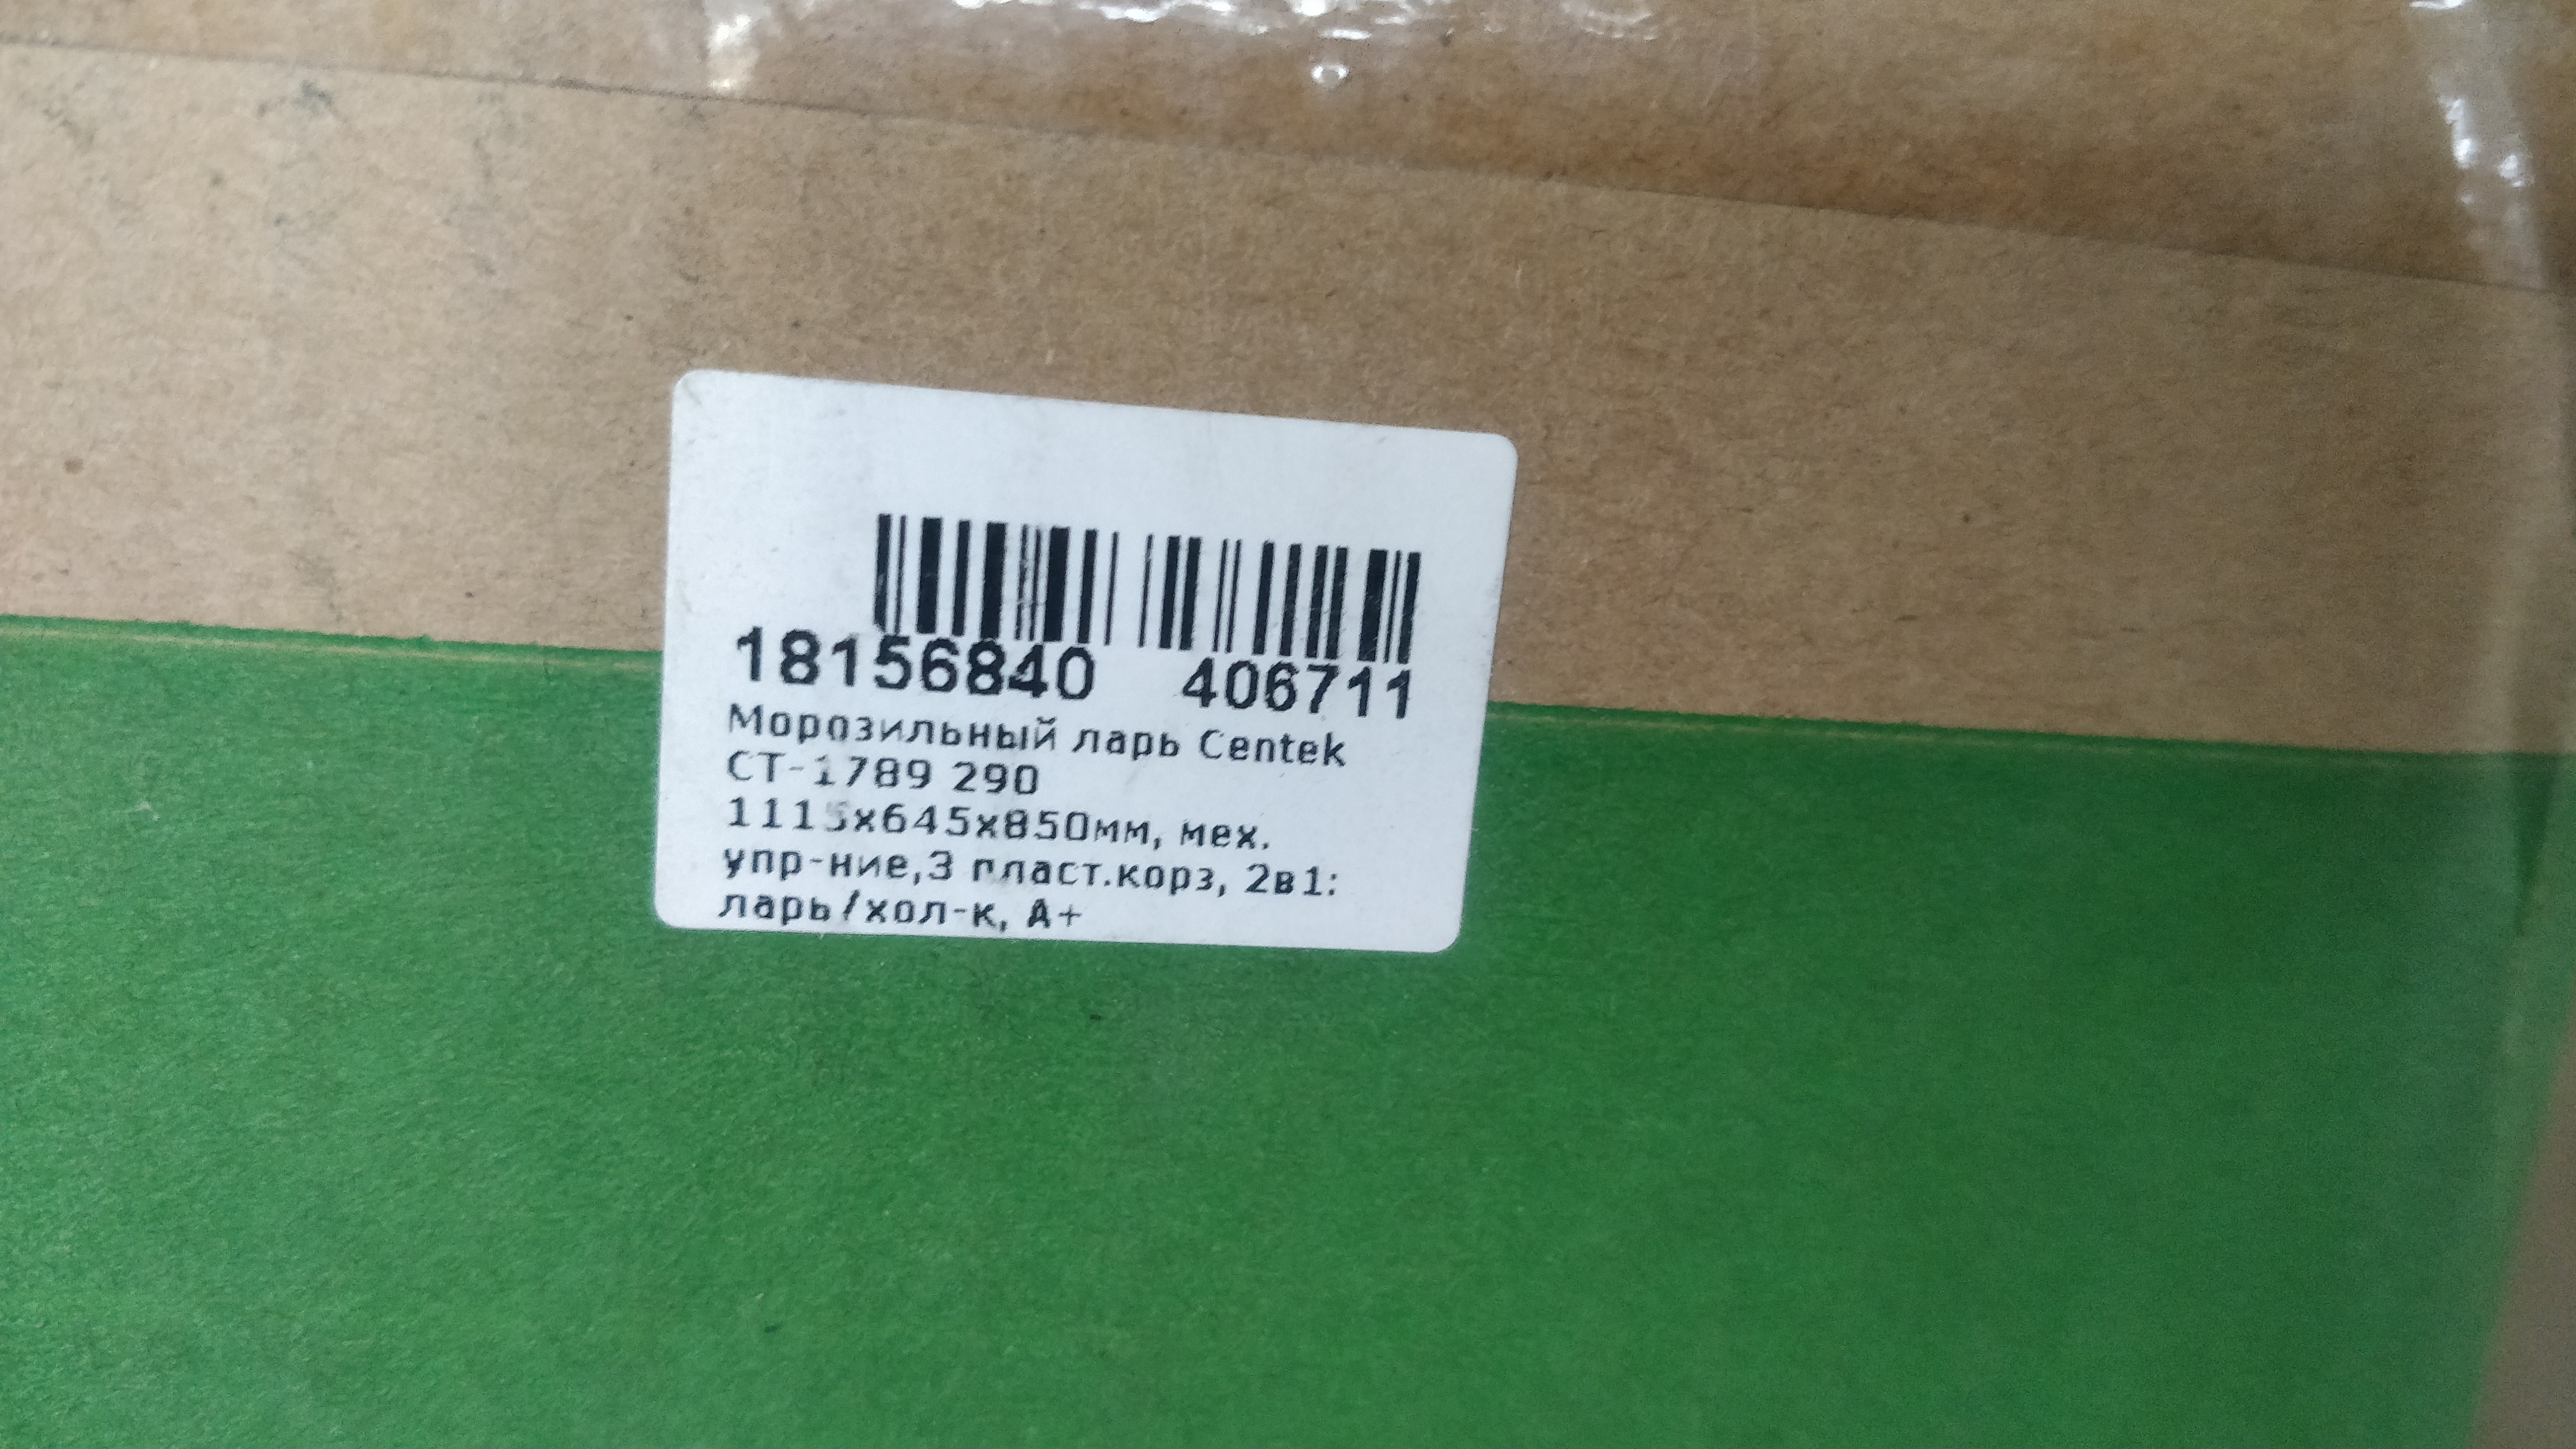 18156840 406711
Морозильный ларь Centek
CT-1789 290
1115x645x850мм, мех.
упр-ние,3 пласт.корз, 2в1:
ларь/хол-к, A+